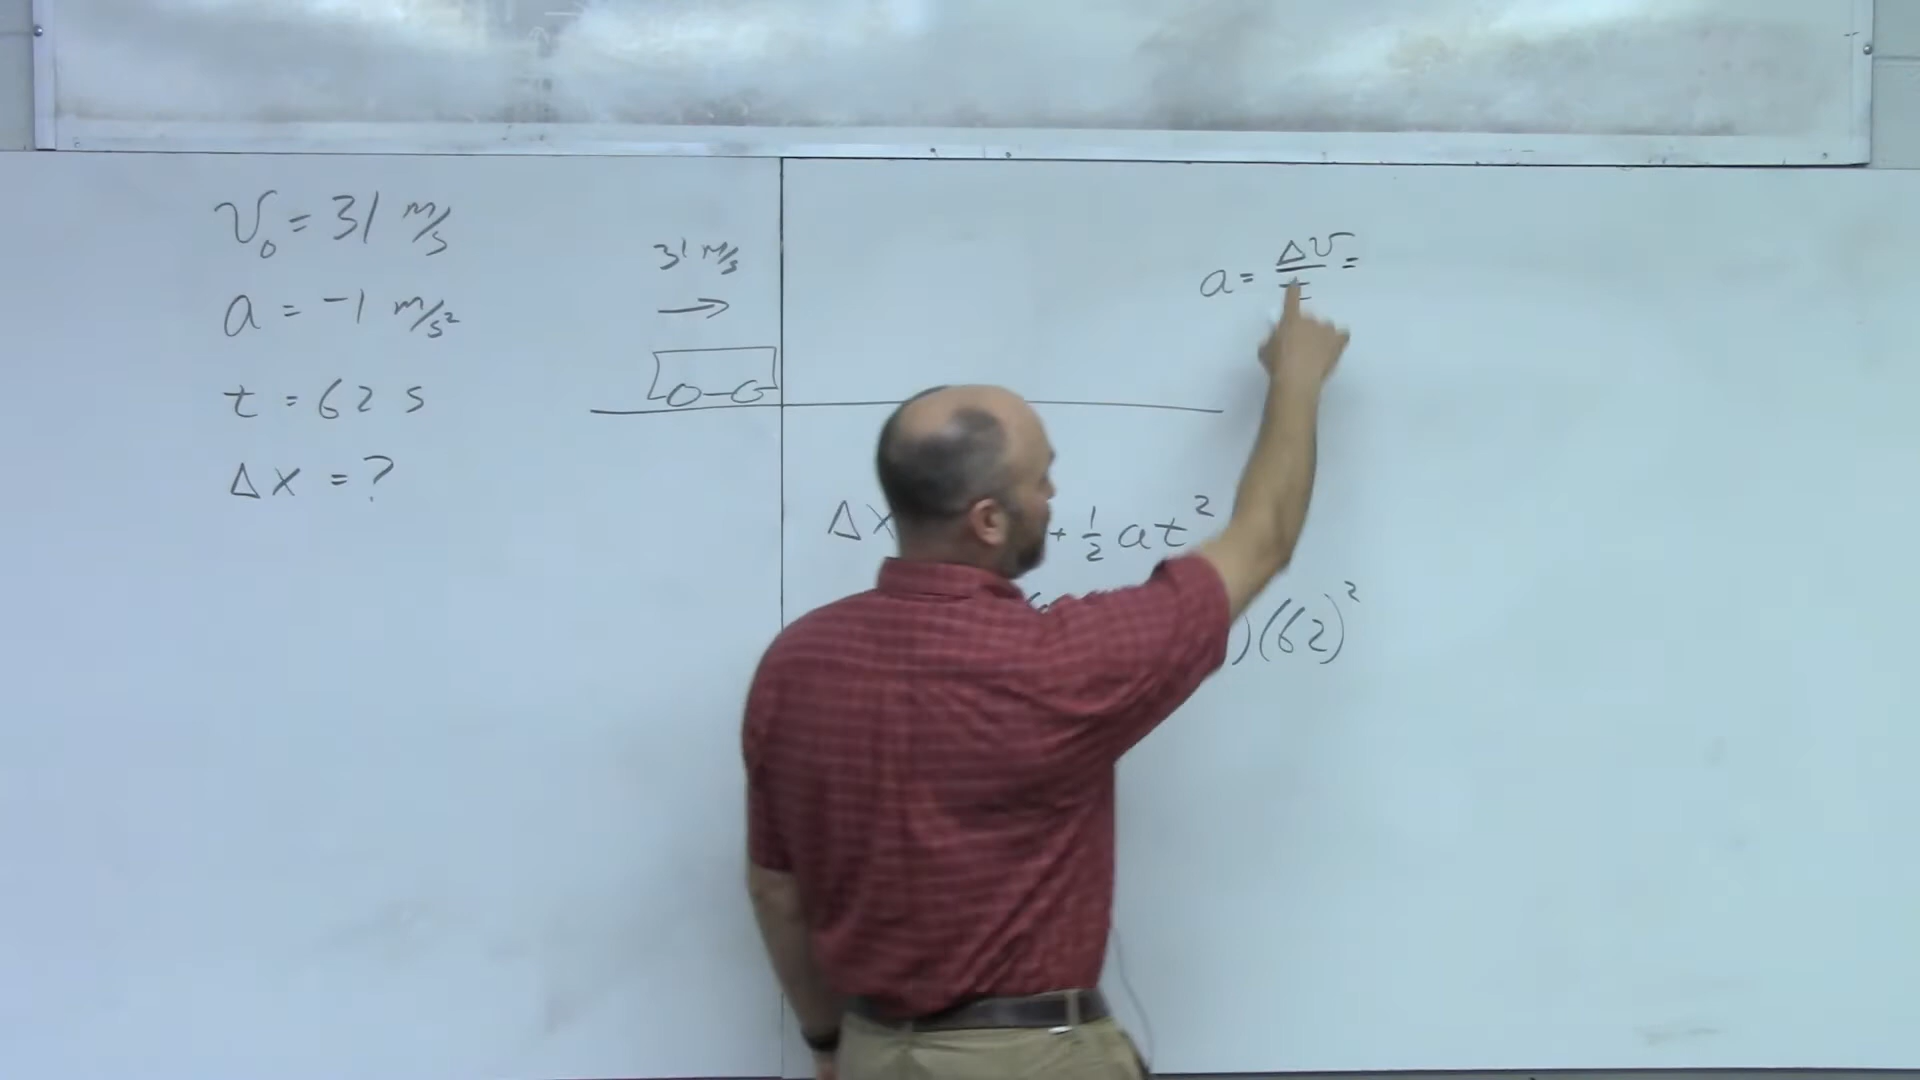 v₀ = 31 m/s
a = -1 m/s²
t = 62 s
Δx = ?
31 m/s
a = Δv/t =
Δx + ½ at²
)(62)²